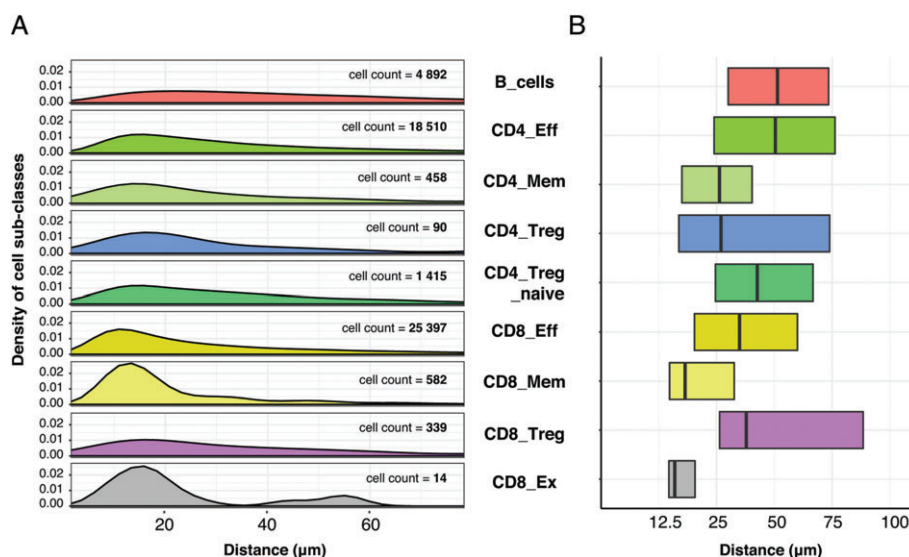 A
B
Density of cell sub-classes
0.02
0.01
0.00
cell count = 4 892
B_cells
0.02
0.01
0.00
cell count = 18 510
CD4_Eff
0.02
0.01
0.00
cell count = 458
CD4_Mem
0.02
0.01
0.00
cell count = 90
CD4_Treg
0.02
0.01
0.00
cell count = 1 415
CD4_Treg
_naive
0.02
0.01
0.00
cell count = 25 397
CD8_Eff
0.02
0.01
0.00
cell count = 582
CD8_Mem
0.02
0.01
0.00
cell count = 339
CD8_Treg
0.02
0.01
0.00
cell count = 14
CD8_Ex
20 40 60
Distance (μm)
12.5 25 50 75 100
Distance (μm)